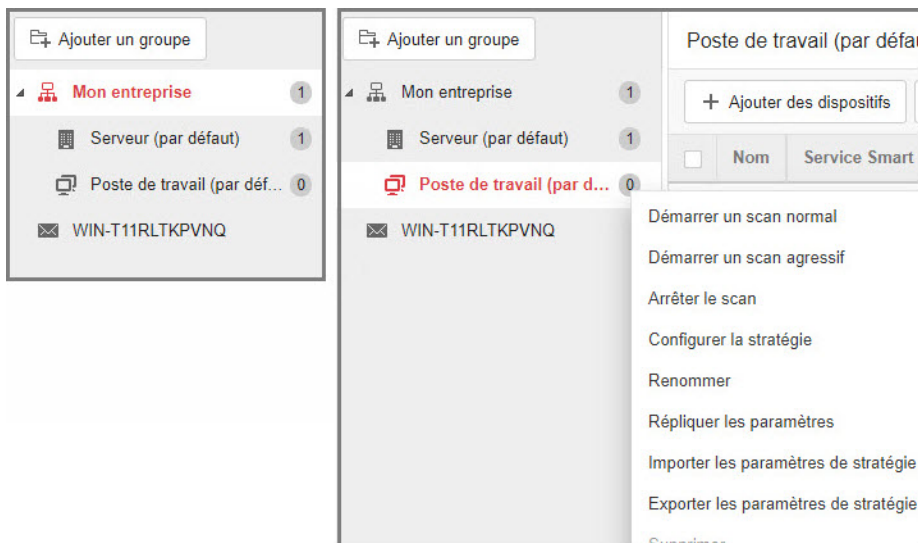 Ajouter un groupe
Mon entreprise 1
Serveur (par défaut) 1
Poste de travail (par déf... 0
WIN-T11RLTKPVNQ
Ajouter un groupe
Mon entreprise 1
Serveur (par défaut) 1
Poste de travail (par d... 0
WIN-T11RLTKPVNQ
Poste de travail (par défau
+ Ajouter des dispositifs
Nom Service Smart
Démarrer un scan normal
Démarrer un scan agressif
Arrêter le scan
Configurer la stratégie
Renommer
Répliquer les paramètres
Importer les paramètres de stratégie
Exporter les paramètres de stratégie
Supprimer